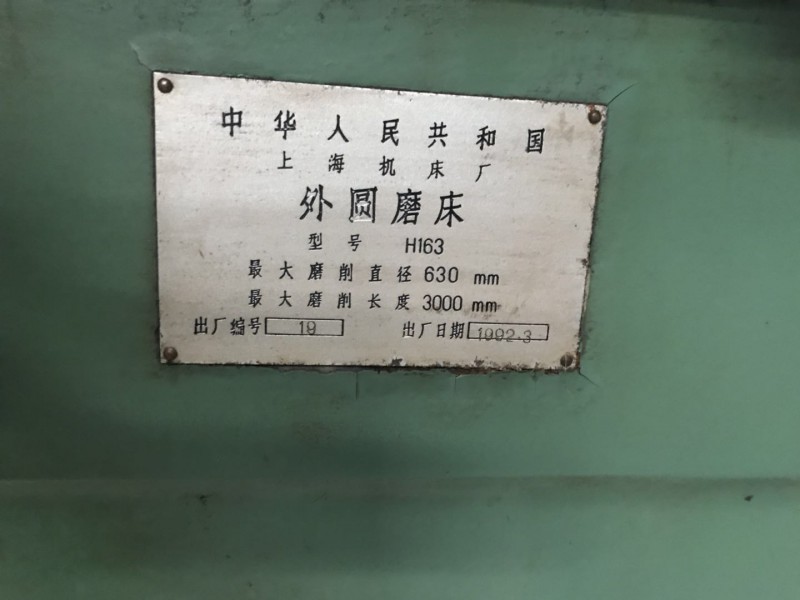 中华人民共和国
上海机床厂
外圆磨床
型号 H163
最大磨削直径 630 mm
最大磨削长度 3000 mm
出厂编号 19 出厂日期 1992.3